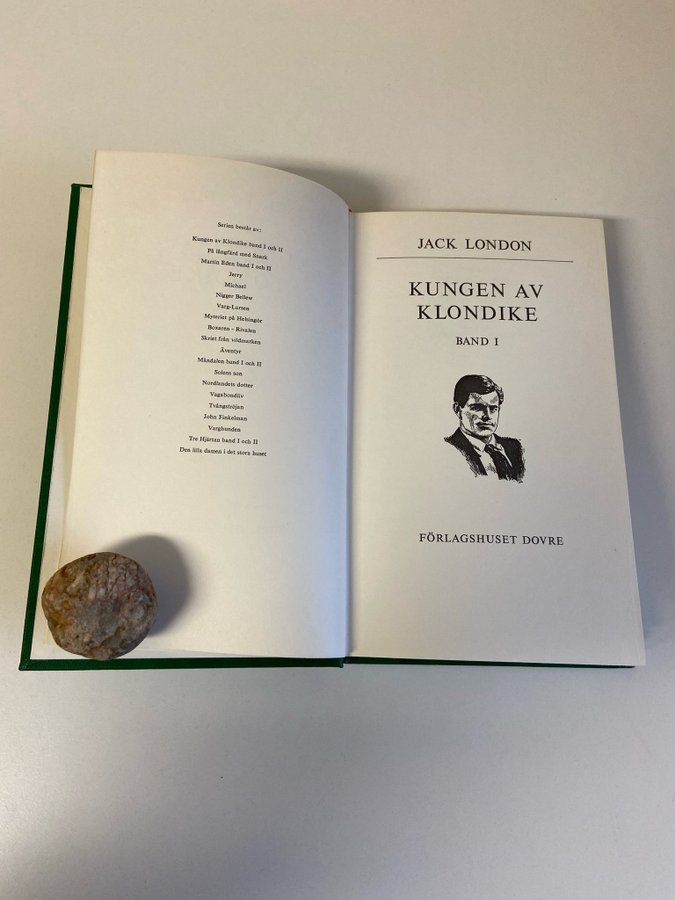 Serien består av:
Kungen av Klondike band I och II
På långfärd med Snark
Martin Eden band I och II
Jerry
Michael
Nigger Bellew
Varg-Larsen
Mysteriet på Helsingör
Boxaren - Rivalen
Skriet från vildmarken
Äventyr
Måndalen band I och II
Solens son
Nordlandets dotter
Vagabondliv
Tvångströjan
John Finkelman
Varghunden
Tre Hjärtan band I och II
Den lilla damen i det stora huset
JACK LONDON
KUNGEN AV
KLONDIKE
BAND I
FÖRLAGSHUSET DOVRE